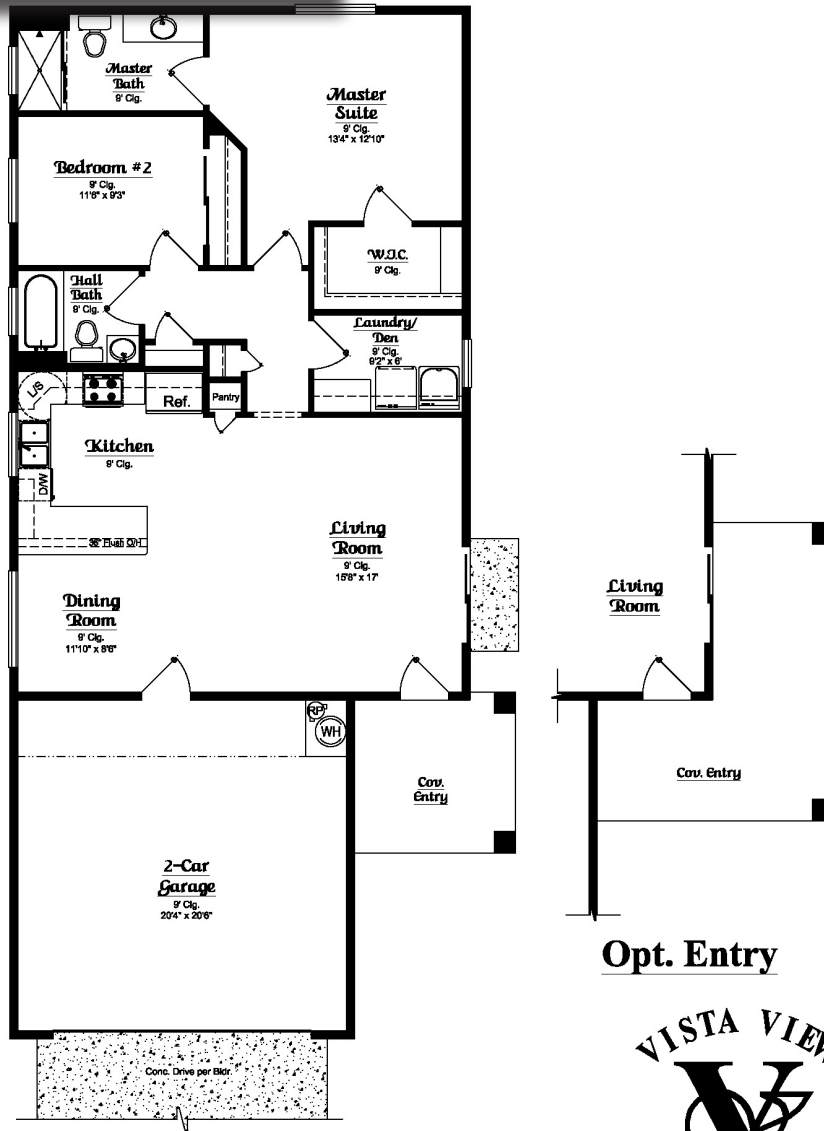 Master
Bath
9' Clg.
Master
Suite
9' Clg.
13'4" x 12'10"
Bedroom #2
9' Clg.
11'6" x 9'3"
W.I.C.
9' Clg.
Hall
Bath
9' Clg.
Laundry/
Den
9' Clg.
9'2" x 6'
L/S
Ref.
Pantry
Kitchen
9' Clg.
D/W
36" Flush O/H
Living
Room
9' Clg.
15'8" x 17'
Dining
Room
9' Clg.
11'10" x 8'6"
RP
WH
Cov.
Entry
2-Car
Garage
9' Clg.
20'4" x 20'6"
Conc. Drive per Bldr.
Living
Room
Cov. Entry
Opt. Entry
VISTA VIEW
V